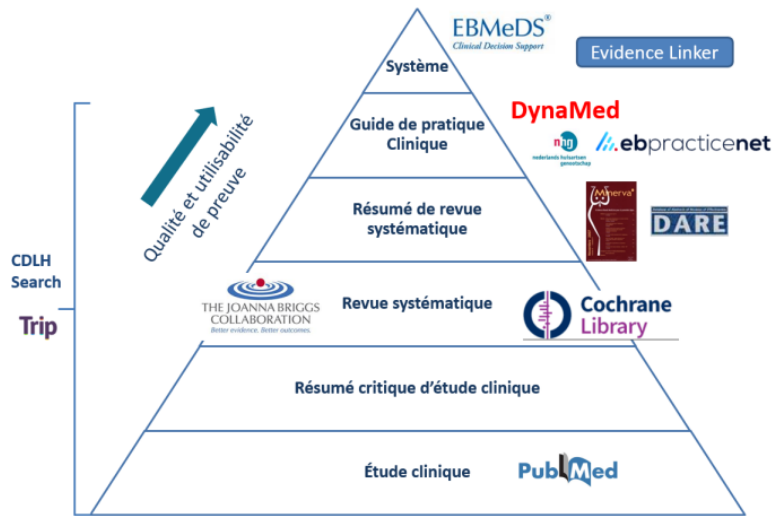 EBMeDS®
Clinical Decision Support
Evidence Linker
Système
DynaMed
Guide de pratique
Clinique
nhg
nederlands huisartsen
genootschap
ebpracticenet
Qualité et utilisabilité
de preuve
Résumé de revue
systématique
Minerva
DARE
CDLH
Search
Trip
THE JOANNA BRIGGS
COLLABORATION
Better evidence. Better outcomes.
Revue systématique
Cochrane
Library
Résumé critique d’étude clinique
Étude clinique
PubMed